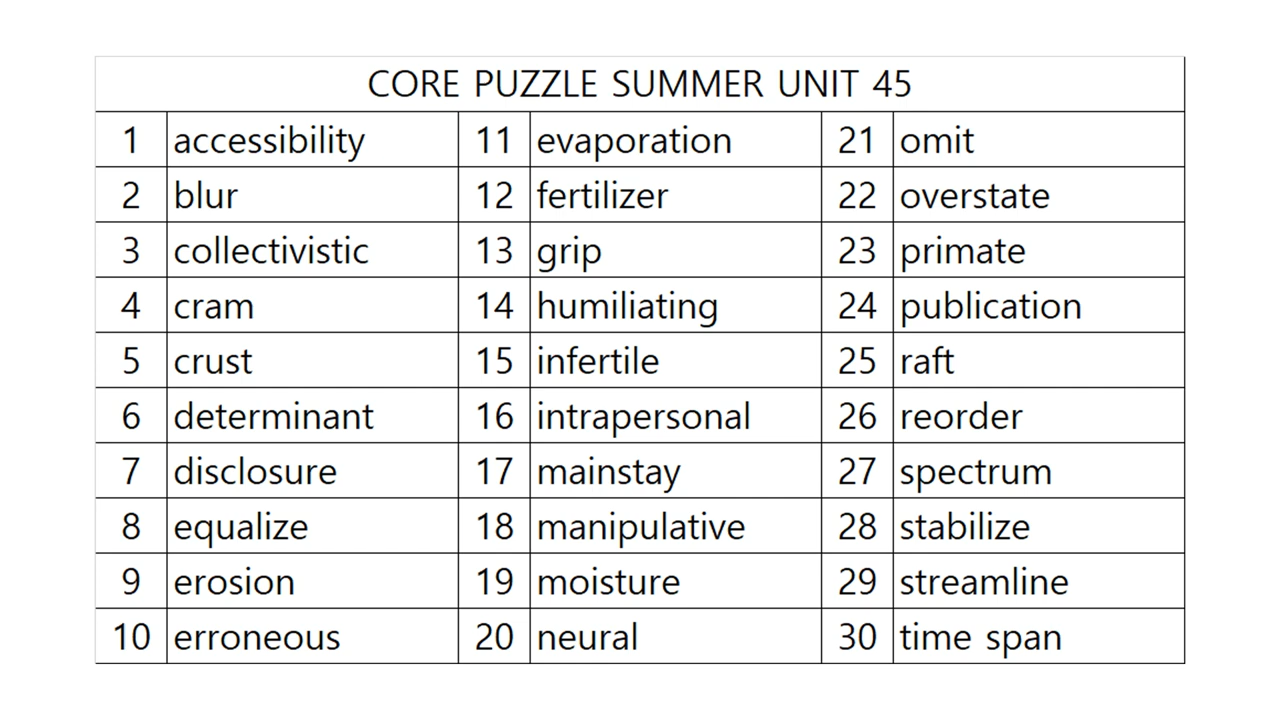 CORE PUZZLE SUMMER UNIT 45
1 accessibility 11 evaporation 21 omit
2 blur 12 fertilizer 22 overstate
3 collectivistic 13 grip 23 primate
4 cram 14 humiliating 24 publication
5 crust 15 infertile 25 raft
6 determinant 16 intrapersonal 26 reorder
7 disclosure 17 mainstay 27 spectrum
8 equalize 18 manipulative 28 stabilize
9 erosion 19 moisture 29 streamline
10 erroneous 20 neural 30 time span